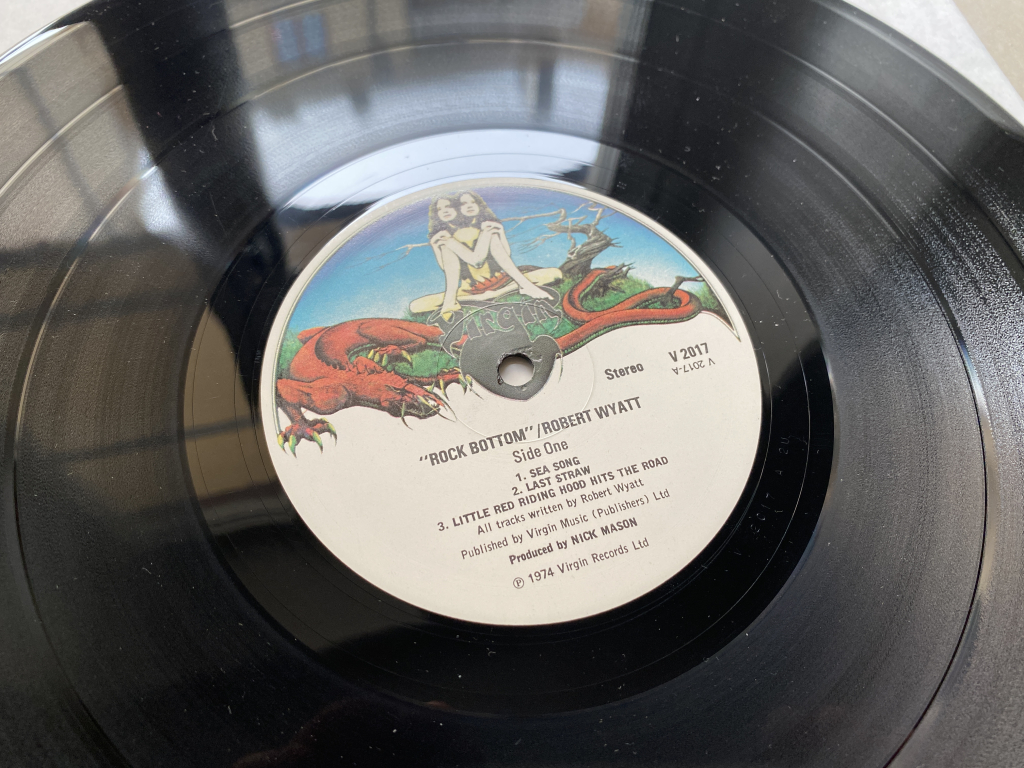 VIRGIN
Stereo
V 2017
V 2017-A
"ROCK BOTTOM"/ROBERT WYATT
Side One
1. SEA SONG
2. LAST STRAW
3. LITTLE RED RIDING HOOD HITS THE ROAD
All tracks written by Robert Wyatt
Published by Virgin Music (Publishers) Ltd
Produced by NICK MASON
℗ 1974 Virgin Records Ltd